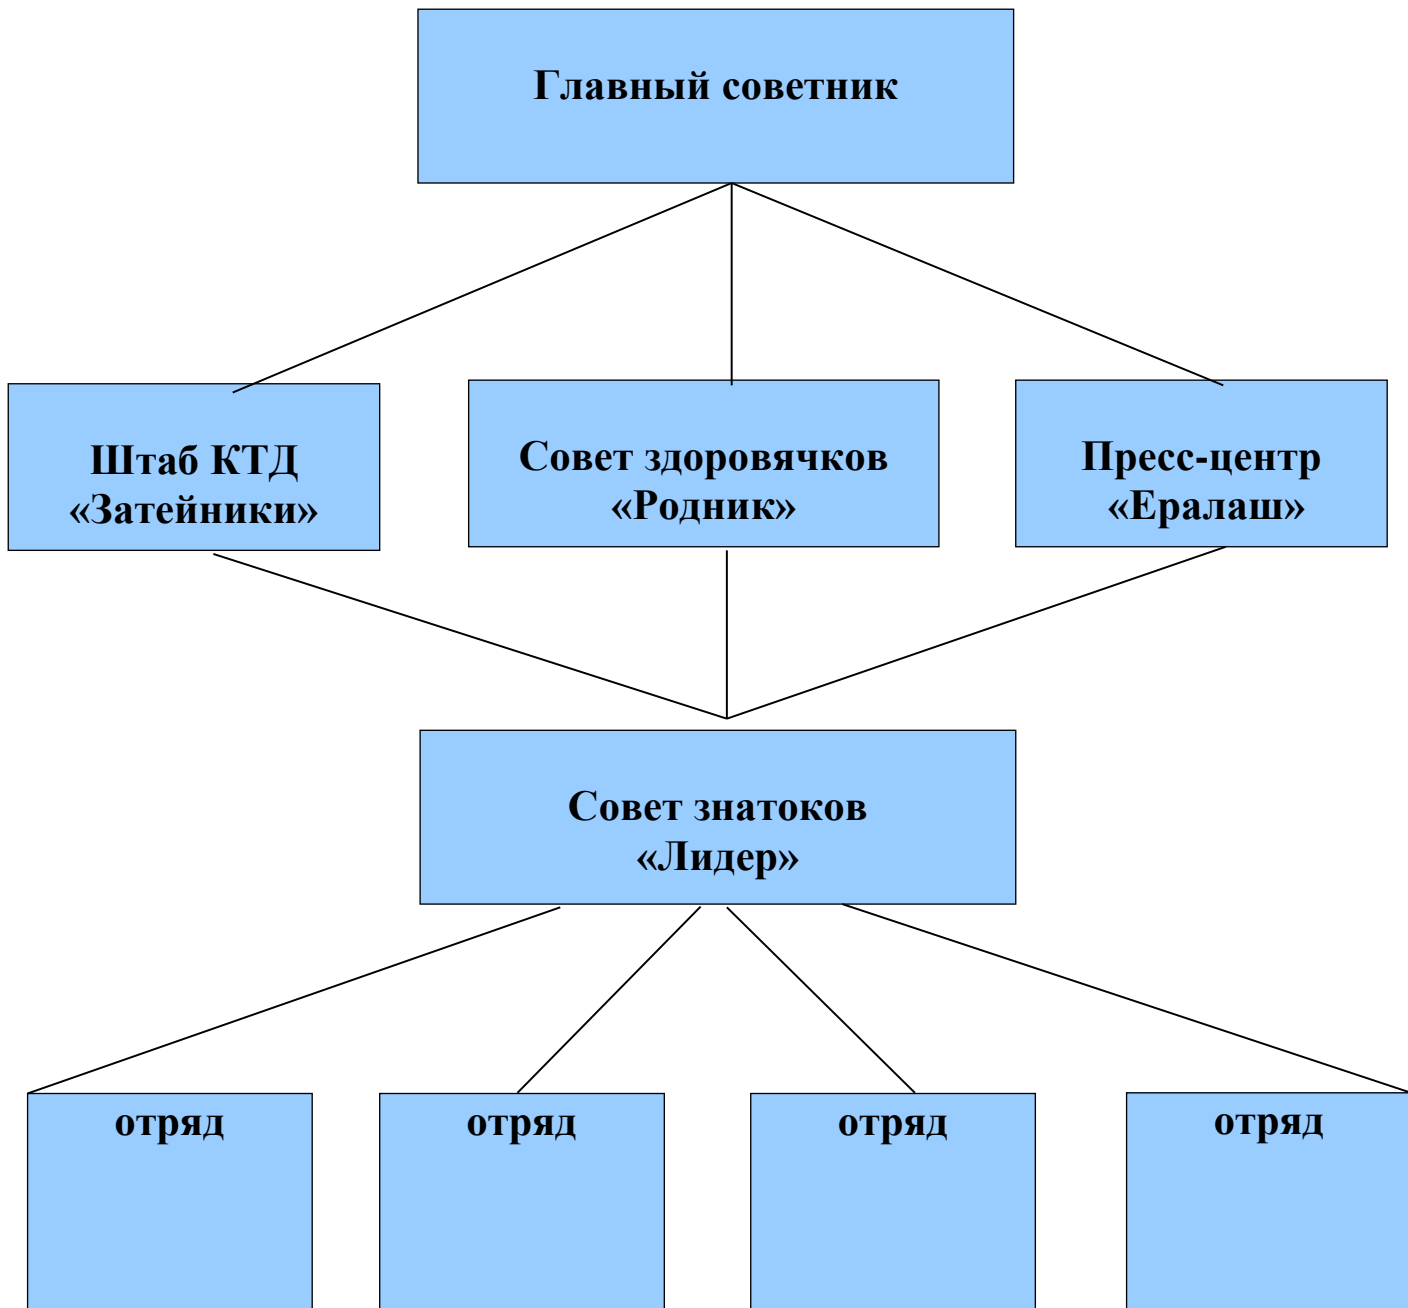 Главный советник
Штаб КТД
«Затейники»
Совет здоровячков
«Родник»
Пресс-центр
«Ералаш»
Совет знатоков
«Лидер»
отряд
отряд
отряд
отряд